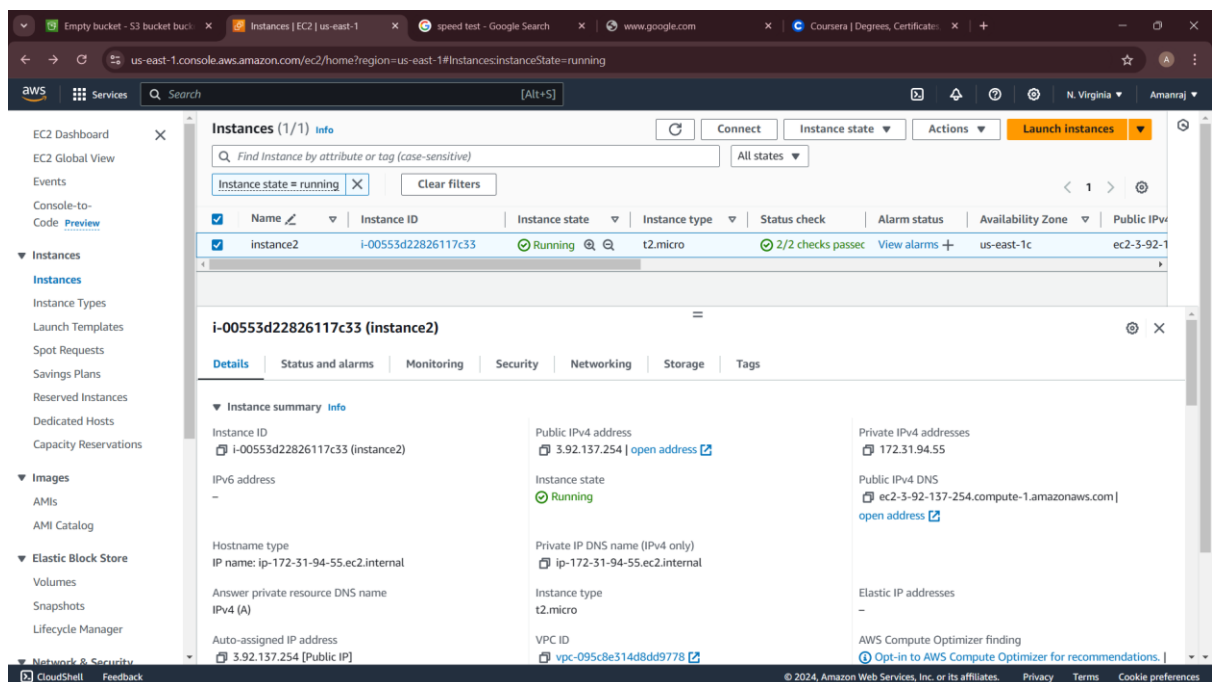 Empty bucket - S3 bucket buck
Instances | EC2 | us-east-1
speed test - Google Search
www.google.com
Coursera | Degrees, Certificates,
us-east-1.console.aws.amazon.com/ec2/home?region=us-east-1#Instances:instanceState=running
A
aws Services Search [Alt+S] N. Virginia Amanraj
EC2 Dashboard
EC2 Global View
Events
Console-to-
Code Preview
Instances
Instances
Instance Types
Launch Templates
Spot Requests
Savings Plans
Reserved Instances
Dedicated Hosts
Capacity Reservations
Images
AMIs
AMI Catalog
Elastic Block Store
Volumes
Snapshots
Lifecycle Manager
Network & Security
Instances (1/1) Info
Connect Instance state Actions Launch instances
Find Instance by attribute or tag (case-sensitive) All states
Instance state = running Clear filters
1
Name Instance ID Instance state Instance type Status check Alarm status Availability Zone Public IPv4
instance2 i-00553d22826117c33 Running t2.micro 2/2 checks passec View alarms us-east-1c ec2-3-92-1
i-00553d22826117c33 (instance2)
Details Status and alarms Monitoring Security Networking Storage Tags
Instance summary Info
Instance ID Public IPv4 address Private IPv4 addresses
i-00553d22826117c33 (instance2) 3.92.137.254 | open address 172.31.94.55
IPv6 address Instance state Public IPv4 DNS
– Running ec2-3-92-137-254.compute-1.amazonaws.com |
open address
Hostname type Private IP DNS name (IPv4 only)
IP name: ip-172-31-94-55.ec2.internal ip-172-31-94-55.ec2.internal
Answer private resource DNS name Instance type Elastic IP addresses
IPv4 (A) t2.micro –
Auto-assigned IP address VPC ID AWS Compute Optimizer finding
3.92.137.254 [Public IP] vpc-095c8e314d8dd9778 Opt-in to AWS Compute Optimizer for recommendations. |
CloudShell Feedback © 2024, Amazon Web Services, Inc. or its affiliates. Privacy Terms Cookie preferences